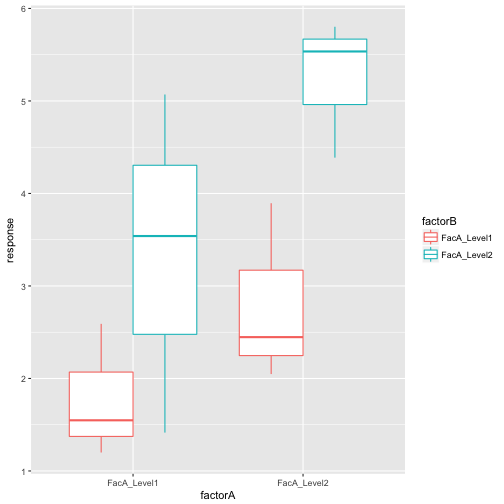 6
5
4
3
2
1
response
FacA_Level1
FacA_Level2
factorA
factorB
FacA_Level1
FacA_Level2